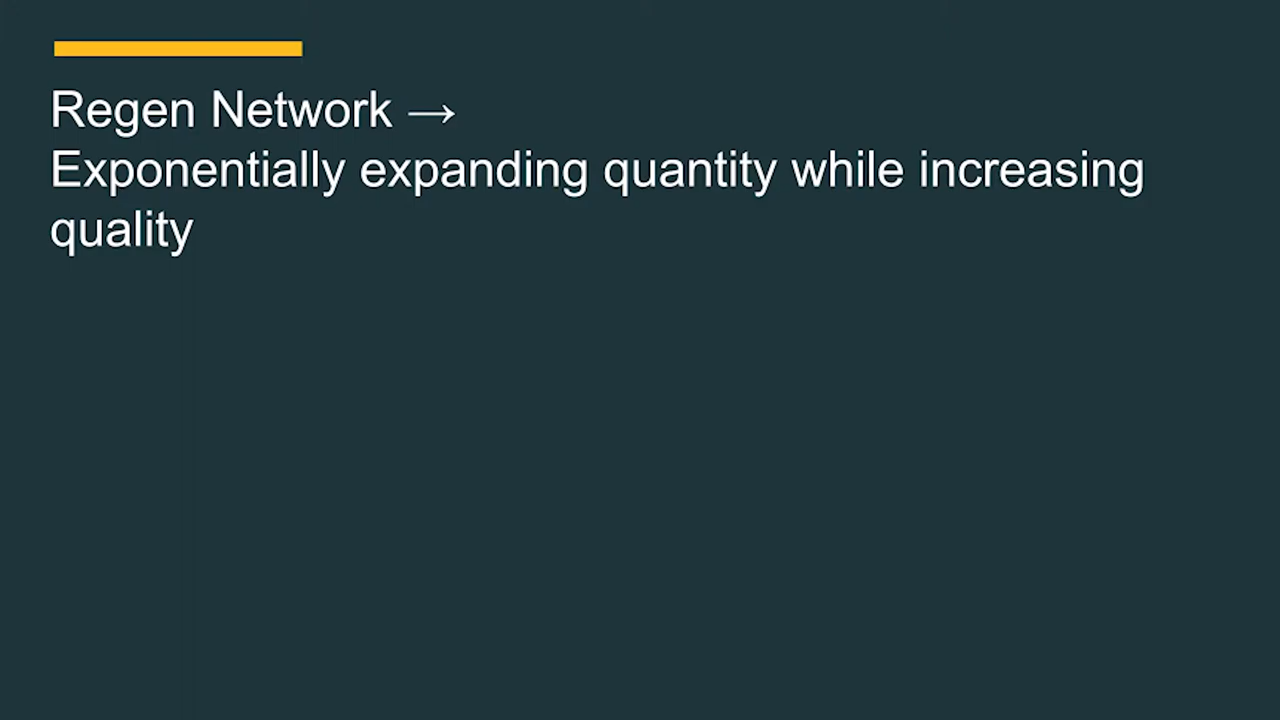 Regen Network →
Exponentially expanding quantity while increasing
quality